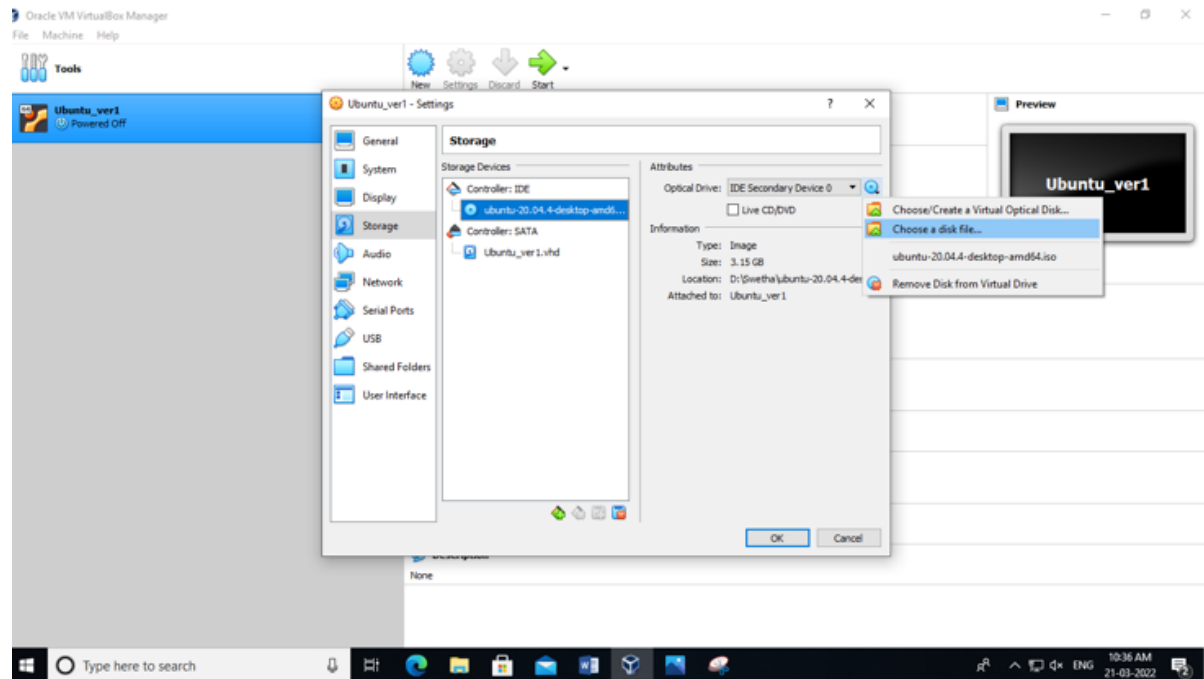 Oracle VM VirtualBox Manager
File Machine Help
Tools
New Settings Discard Start
Ubuntu_ver1
Powered Off
Preview
Ubuntu_ver1
Ubuntu_ver1 - Settings
? 
General
System
Display
Storage
Audio
Network
Serial Ports
USB
Shared Folders
User Interface
Storage
Storage Devices
Controller: IDE
ubuntu-20.04.4-desktop-amd6...
Controller: SATA
Ubuntu_ver1.vhd
Attributes
Optical Drive: IDE Secondary Device 0
Live CD/DVD
Information
Type: Image
Size: 3.15 GB
Location: D:\Swetha\ubuntu-20.04.4-des
Attached to: Ubuntu_ver1
Choose/Create a Virtual Optical Disk...
Choose a disk file...
ubuntu-20.04.4-desktop-amd64.iso
Remove Disk from Virtual Drive
OK Cancel
Description
None
Type here to search
ENG
10:36 AM
21-03-2022
2